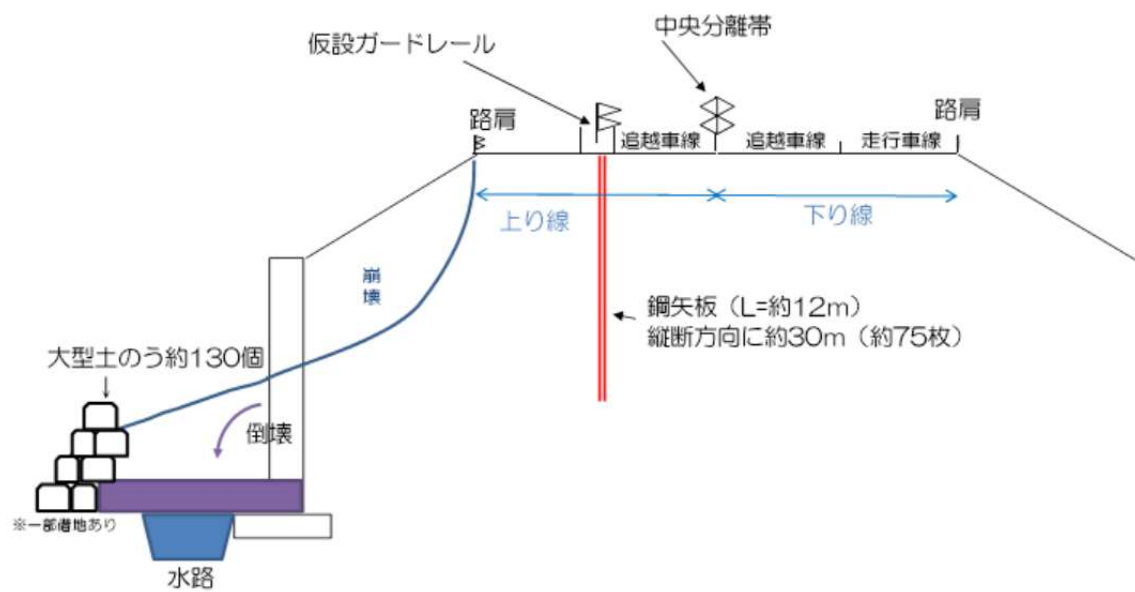 中央分離帯
仮設ガードレール
路肩
路肩
追越車線
追越車線
走行車線
上り線
下り線
崩壊
鋼矢板（L=約12m）
縦断方向に約30m（約75枚）
大型土のう約130個
倒壊
※一部借地あり
水路